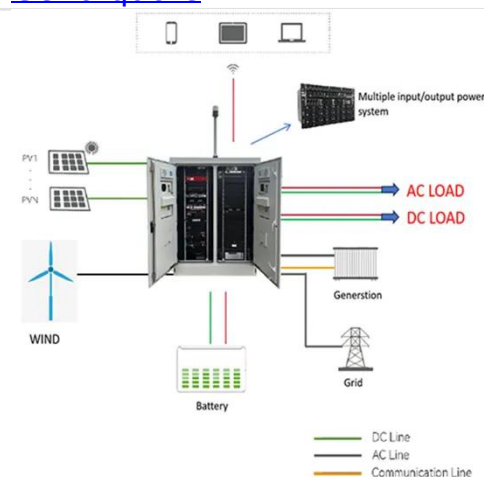 Multiple input/output power
system
PV1
PVN
AC LOAD
DC LOAD
WIND
Generstion
Grid
Battery
DC Line
AC Line
Communication Line